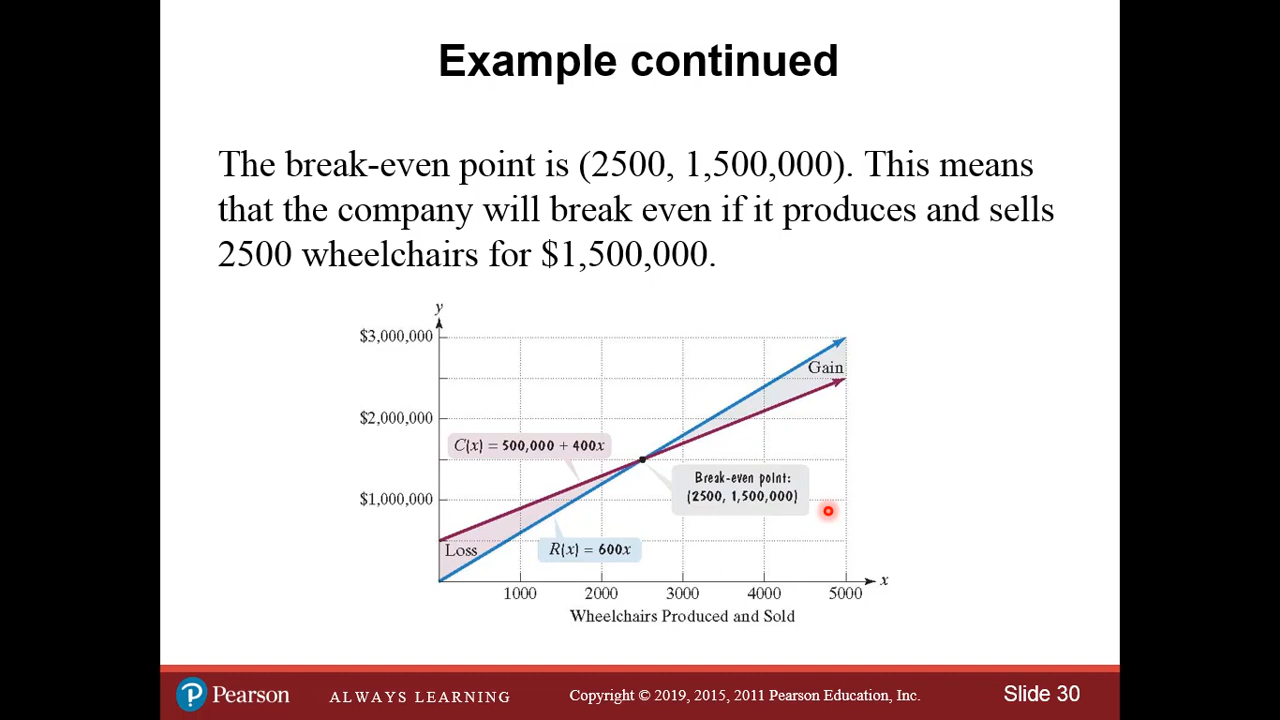 Example continued
The break-even point is (2500, 1,500,000). This means
that the company will break even if it produces and sells
2500 wheelchairs for $1,500,000.
y
$3,000,000
Gain
$2,000,000
C(x) = 500,000 + 400x
Break-even point:
(2500, 1,500,000)
$1,000,000
Loss
R(x) = 600x
x
1000 2000 3000 4000 5000
Wheelchairs Produced and Sold
P Pearson ALWAYS LEARNING Copyright © 2019, 2015, 2011 Pearson Education, Inc. Slide 30